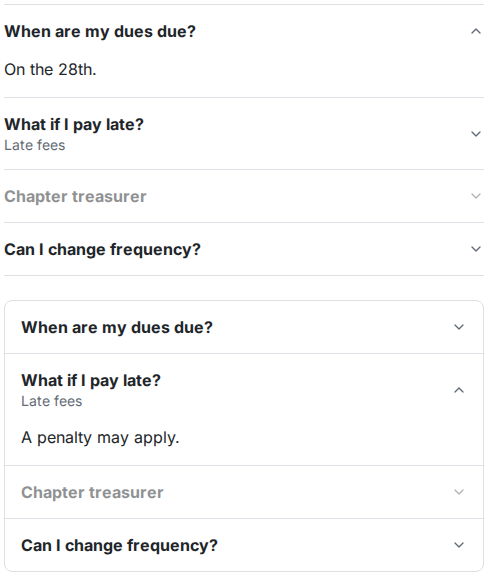 When are my dues due?
On the 28th.
What if I pay late?
Late fees
Chapter treasurer
Can I change frequency?
When are my dues due?
What if I pay late?
Late fees
A penalty may apply.
Chapter treasurer
Can I change frequency?